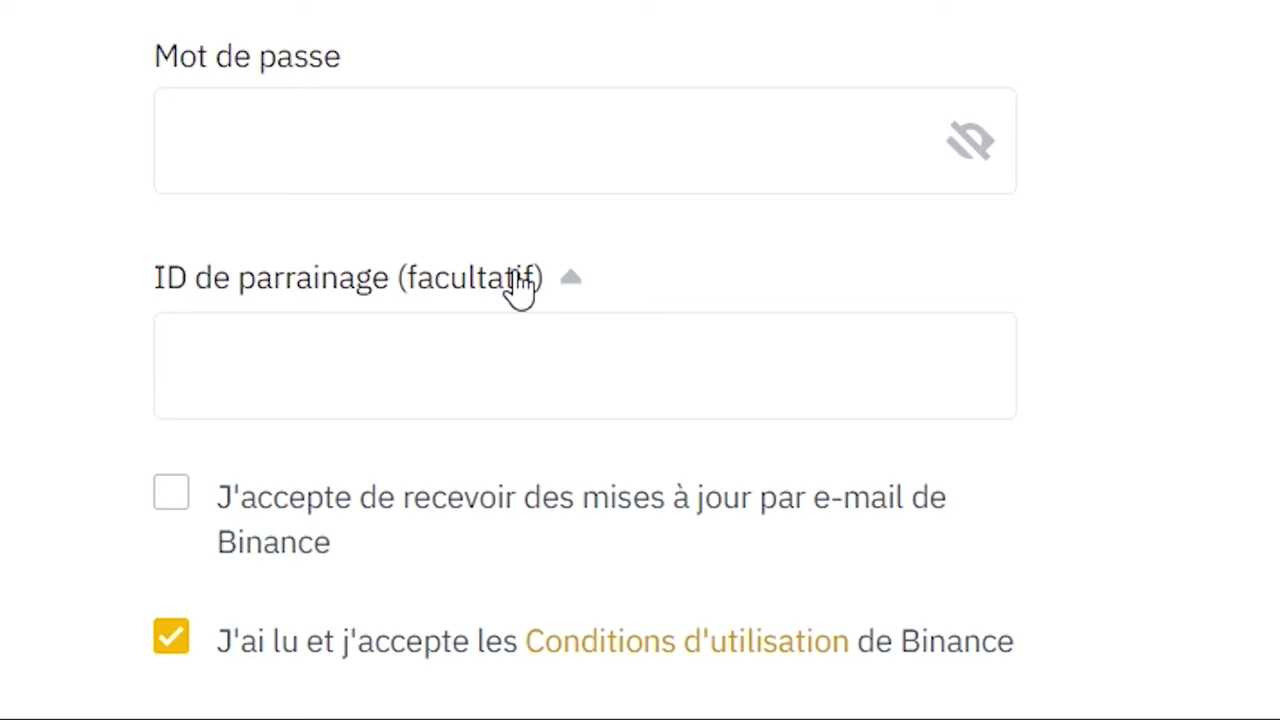 Mot de passe
ID de parrainage (facultatif)
J'accepte de recevoir des mises à jour par e-mail de
Binance
J'ai lu et j'accepte les Conditions d'utilisation de Binance